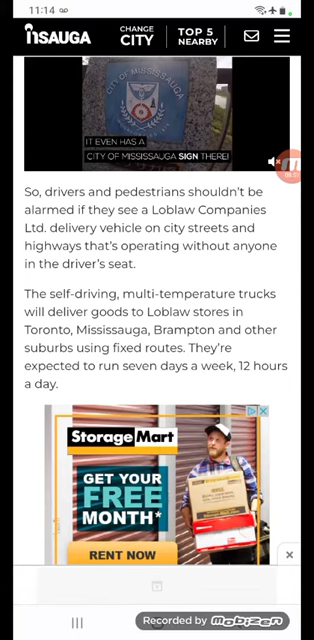 11:14
insauga
CHANGE
CITY
TOP 5
NEARBY
CITY OF MISSISSAUGA
IT EVEN HAS A
CITY OF MISSISSAUGA SIGN THERE!
So, drivers and pedestrians shouldn't be
alarmed if they see a Loblaw Companies
Ltd. delivery vehicle on city streets and
highways that's operating without anyone
in the driver's seat.
The self-driving, multi-temperature trucks
will deliver goods to Loblaw stores in
Toronto, Mississauga, Brampton and other
suburbs using fixed routes. They're
expected to run seven days a week, 12 hours
a day.
StorageMart
GET YOUR
FREE
MONTH*
RENT NOW
Recorded by Mobizen